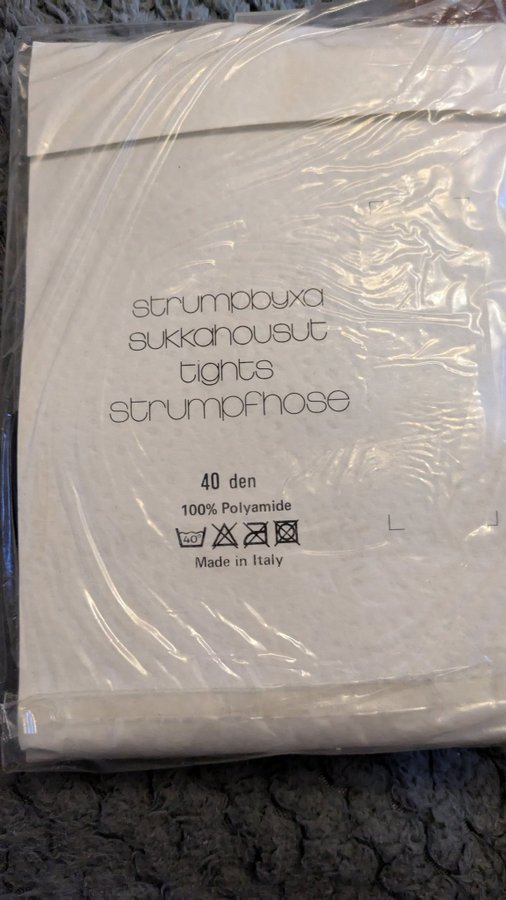 strumpbyxa
sukkahousut
tights
strumpfhose
40 den
100% Polyamide
40°
Made in Italy